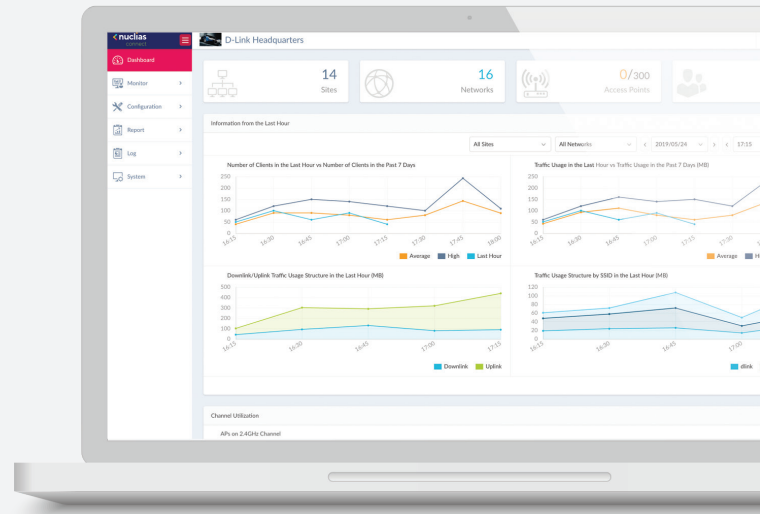 nuclias
connect
D-Link Headquarters
Dashboard
Monitor
Configuration
Report
Log
System
14
Sites
16
Networks
0/300
Access Points
Information from the Last Hour
All Sites
All Networks
2019/05/24
17:15
Number of Clients in the Last Hour vs Number of Clients in the Past 7 Days
250
200
150
100
50
0
16:15 16:30 16:45 17:00 17:15 17:30 17:45 18:00
Average High Last Hour
Traffic Usage in the Last Hour vs Traffic Usage in the Past 7 Days (MB)
250
200
150
100
50
0
16:15 16:30 16:45 17:00 17:15 17:30
Average
Downlink/Uplink Traffic Usage Structure in the Last Hour (MB)
500
400
300
200
100
0
16:15 16:30 16:45 17:00 17:15
Downlink Uplink
Traffic Usage Structure by SSID in the Last Hour (MB)
120
100
80
60
40
20
0
16:15 16:30 16:45 17:00
dlink
Channel Utilization
APs on 2.4GHz Channel